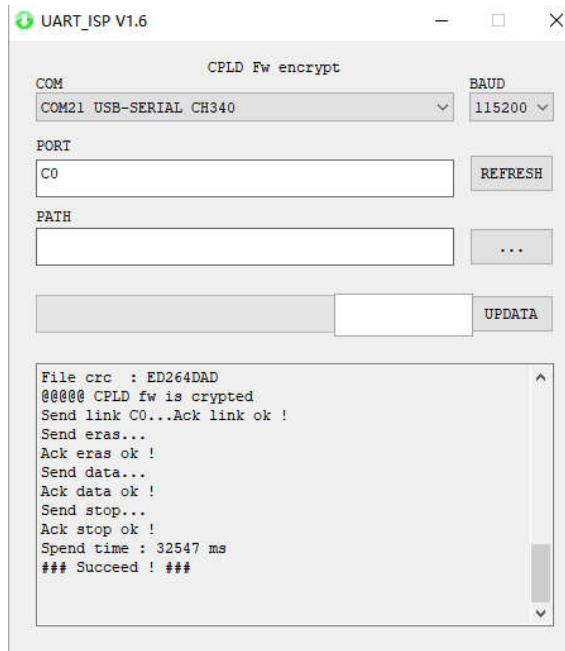 UART_ISP V1.6
CPLD Fw encrypt
COM
BAUD
COM21 USB-SERIAL CH340
115200
PORT
C0
REFRESH
PATH
...
UPDATA
File crc  : ED264DAD
@@@@@ CPLD fw is crypted
Send link C0...Ack link ok !
Send eras...
Ack eras ok !
Send data...
Ack data ok !
Send stop...
Ack stop ok !
Spend time : 32547 ms
### Succeed ! ###